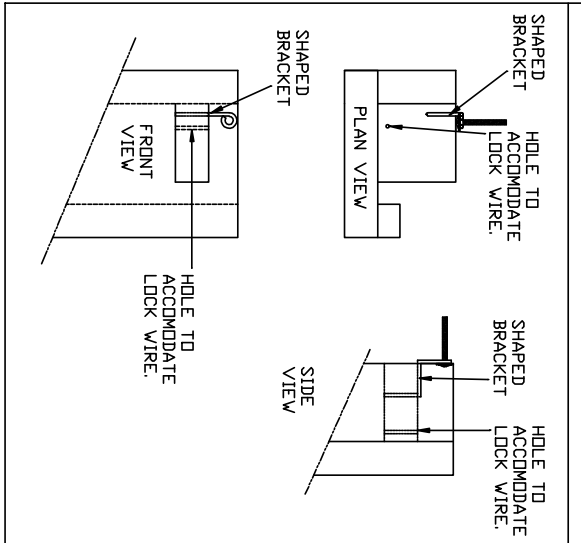 SHAPED
BRACKET
HOLE TO
ACCOMODATE
LOCK WIRE.
PLAN VIEW
SHAPED
BRACKET
HOLE TO
ACCOMODATE
LOCK WIRE.
SIDE
VIEW
SHAPED
BRACKET
FRONT
VIEW
HOLE TO
ACCOMODATE
LOCK WIRE.